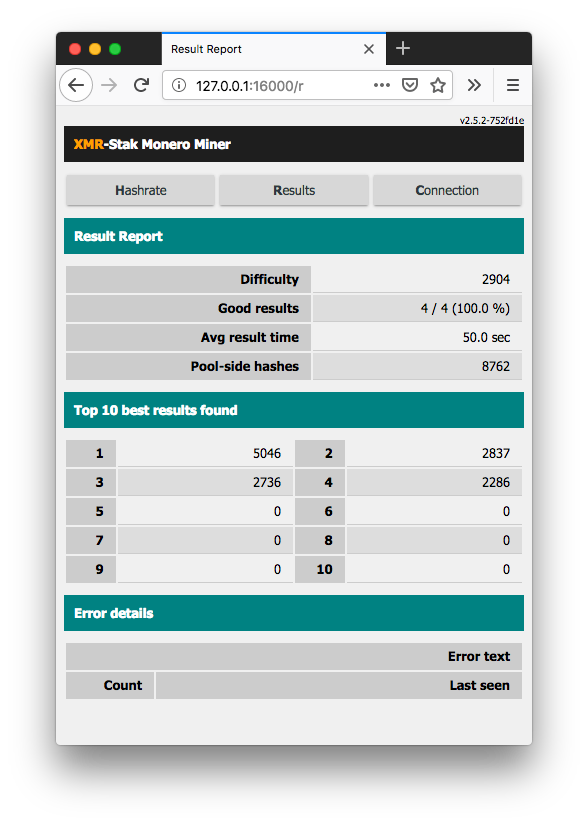 Result Report
127.0.0.1:16000/r
v2.5.2-752fd1e
XMR-Stak Monero Miner
Hashrate Results Connection
Result Report
Difficulty 2904
Good results 4 / 4 (100.0 %)
Avg result time 50.0 sec
Pool-side hashes 8762
Top 10 best results found
1 5046 2 2837
3 2736 4 2286
5 0 6 0
7 0 8 0
9 0 10 0
Error details
Error text
Count Last seen